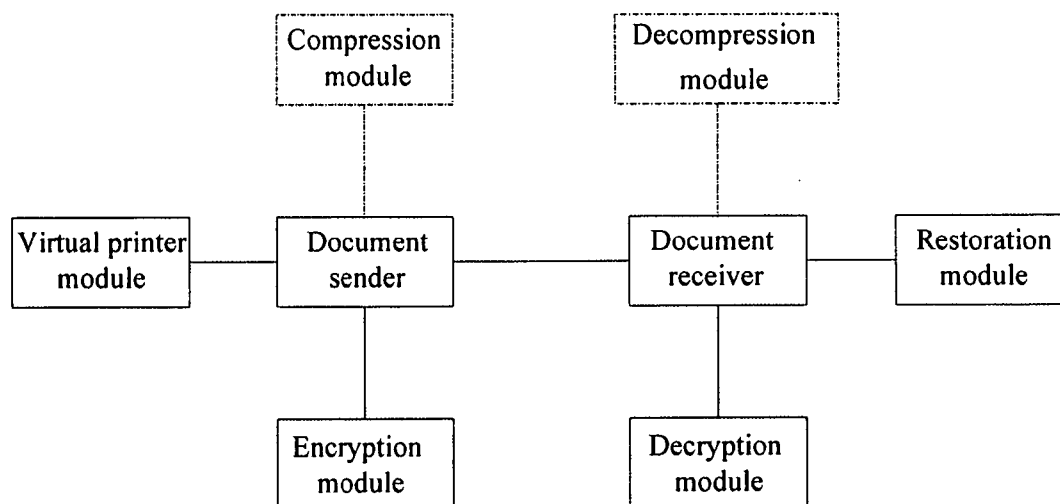 Compression
module
Decompression
module
Virtual printer
module
Document
sender
Document
receiver
Restoration
module
Encryption
module
Decryption
module